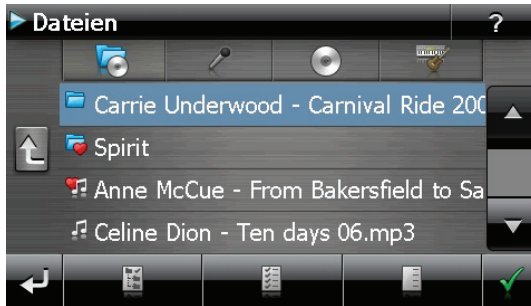 Dateien
?
Carrie Underwood - Carnival Ride 200
Spirit
Anne McCue - From Bakersfield to Sa
Celine Dion - Ten days 06.mp3